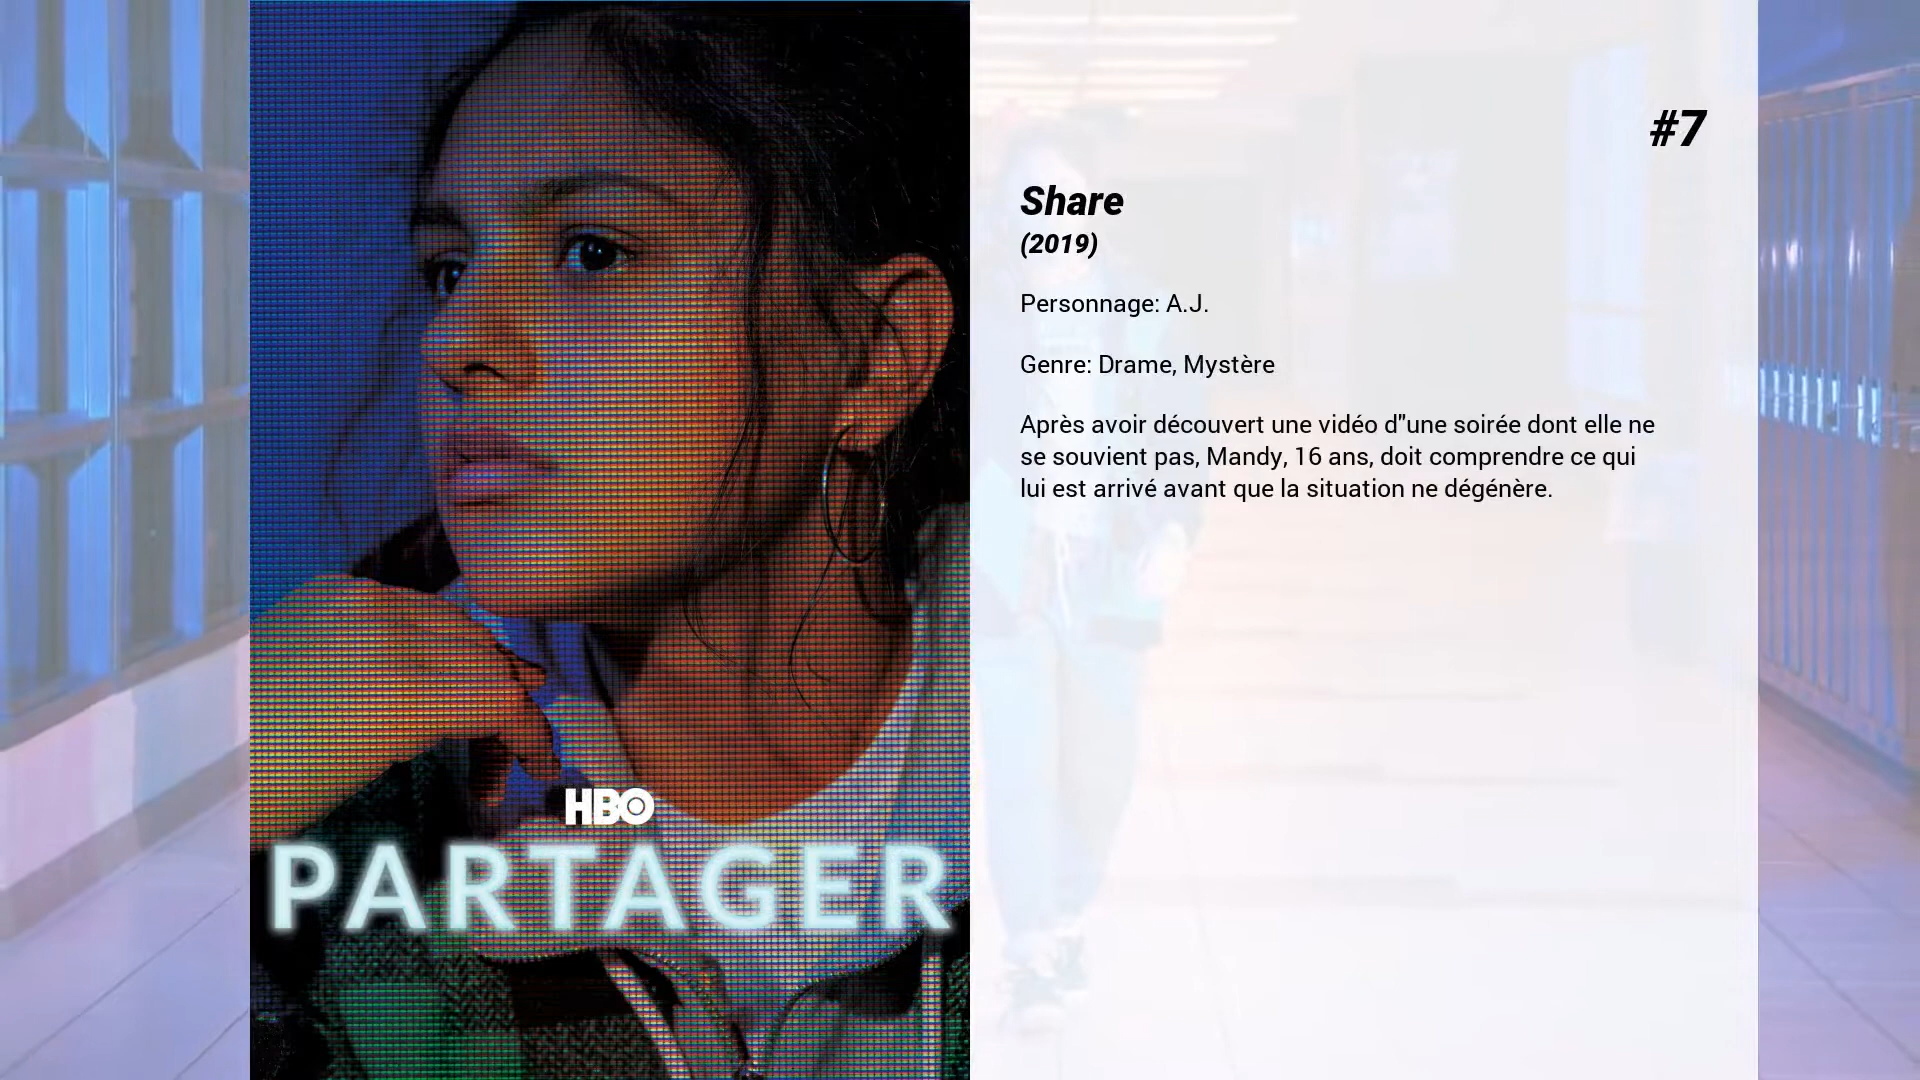 HBO
PARTAGER
#7
Share
(2019)
Personnage: A.J.
Genre: Drame, Mystère
Après avoir découvert une vidéo d"une soirée dont elle ne
se souvient pas, Mandy, 16 ans, doit comprendre ce qui
lui est arrivé avant que la situation ne dégénère.